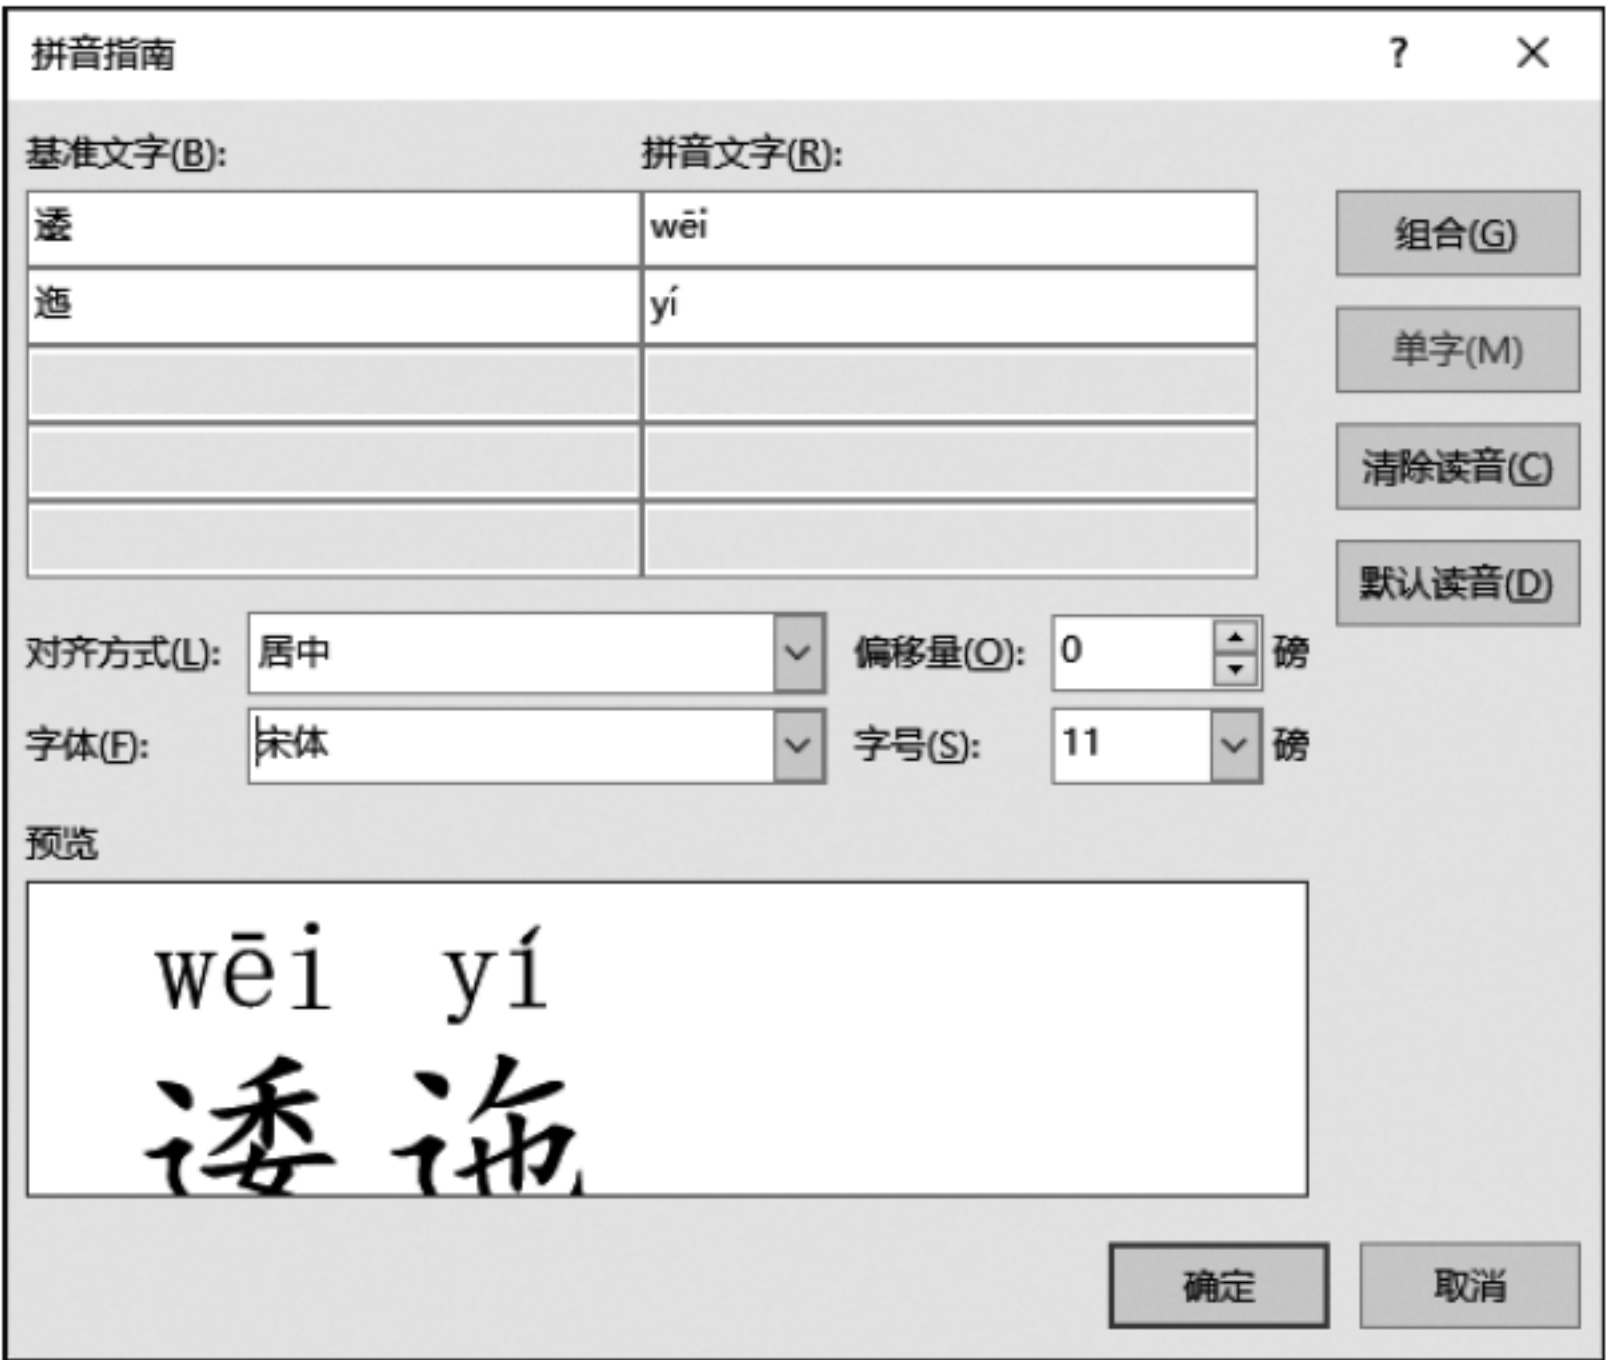 拼音指南 ?
基准文字(B): 拼音文字(R):
逶 wēi
迤 yí
组合(G)
单字(M)
清除读音(C)
默认读音(D)
对齐方式(L): 居中 偏移量(O): 0 磅
字体(F): 宋体 字号(S): 11 磅
预览
wēi yí
逶 迤
确定 取消